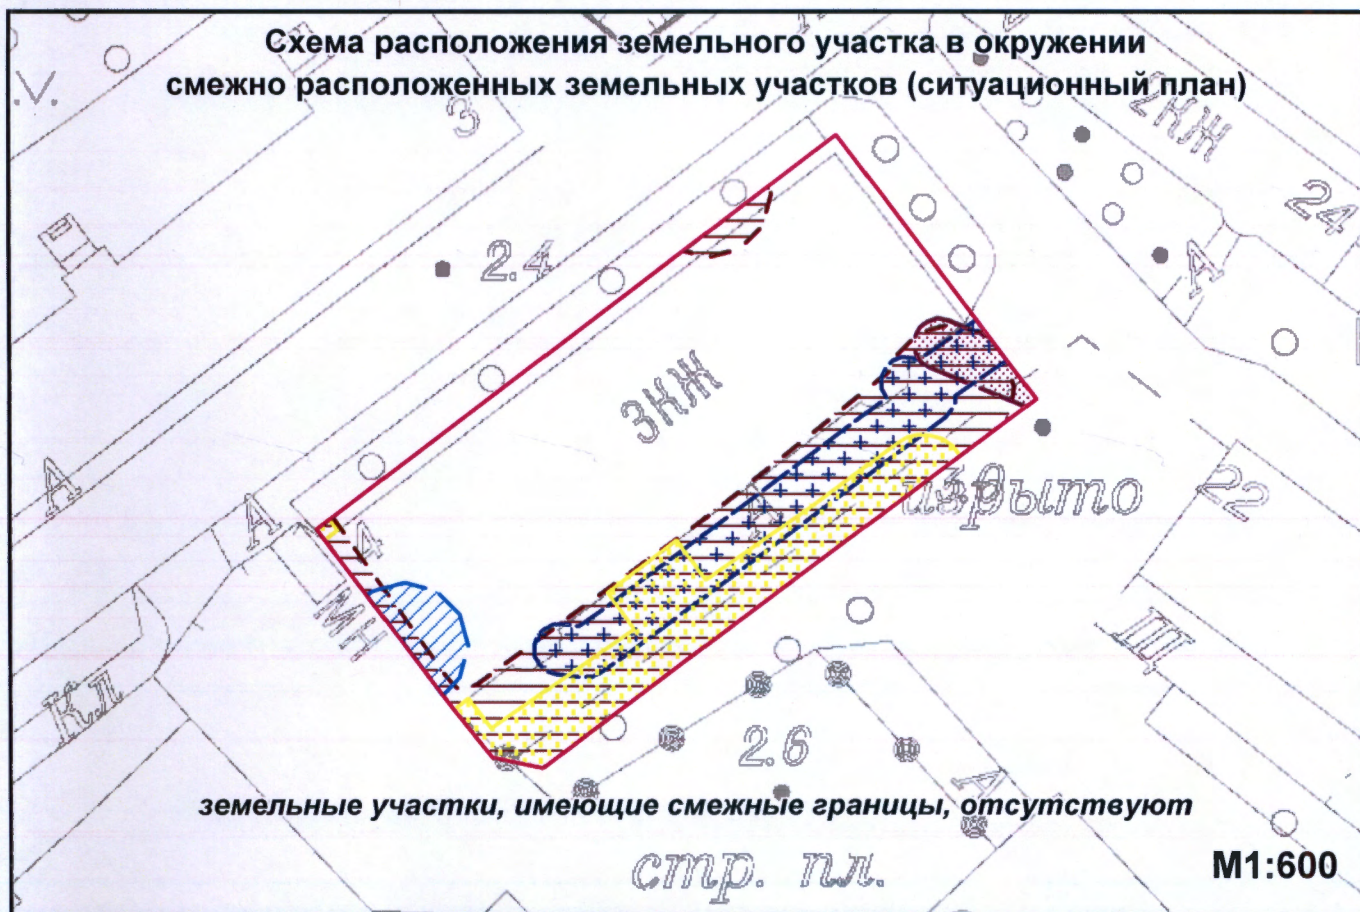 Схема расположения земельного участка в окружении
смежно расположенных земельных участков (ситуационный план)
3
2КЖ
24
2.4
А
3КЖ
А
А
4
изрыто
22
МН
Щ
Кл
2.6
А
земельные участки, имеющие смежные границы, отсутствуют
стр. пл.
М1:600